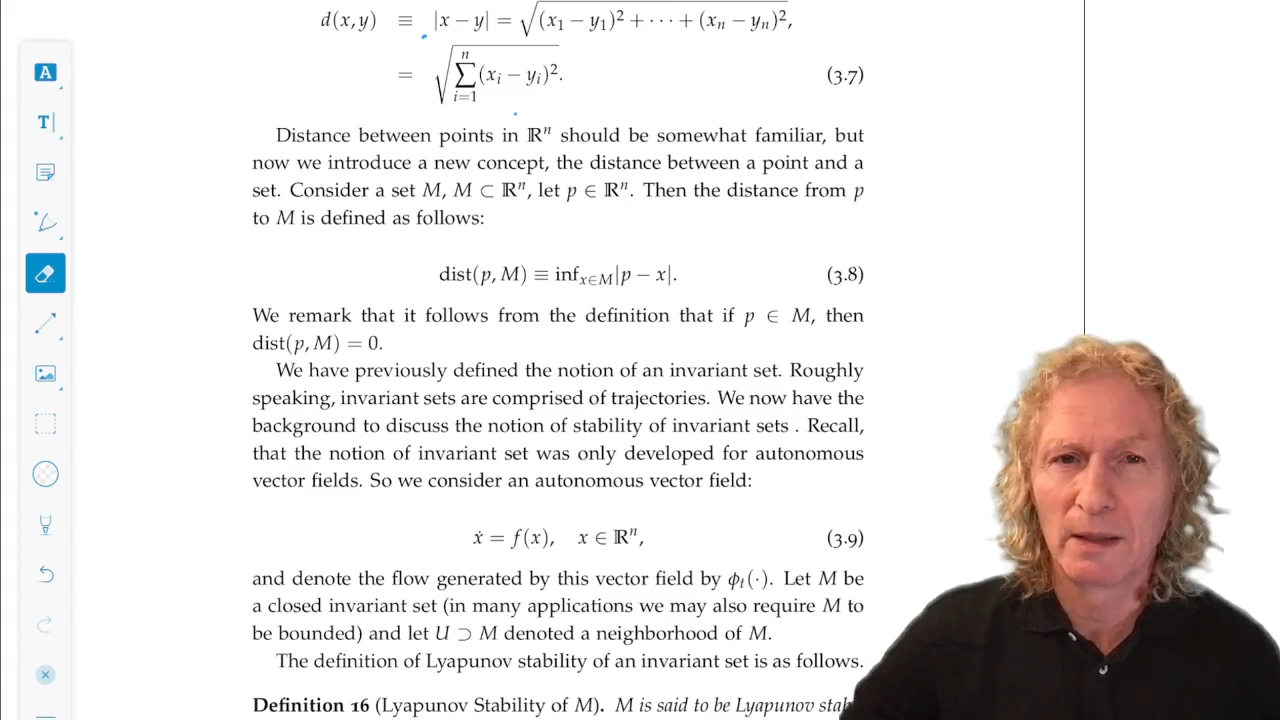 d(x, y) ≡ |x − y| = √(x₁ − y₁)² + · · · + (xₙ − yₙ)²,
= √∑ⁿᵢ₌₁(xᵢ − yᵢ)². (3.7)
Distance between points in ℝⁿ should be somewhat familiar, but
now we introduce a new concept, the distance between a point and a
set. Consider a set M, M ⊂ ℝⁿ, let p ∈ ℝⁿ. Then the distance from p
to M is defined as follows:
dist(p, M) ≡ infₓ∈M|p − x|. (3.8)
We remark that it follows from the definition that if p ∈ M, then
dist(p, M) = 0.
We have previously defined the notion of an invariant set. Roughly
speaking, invariant sets are comprised of trajectories. We now have the
background to discuss the notion of stability of invariant sets . Recall,
that the notion of invariant set was only developed for autonomous
vector fields. So we consider an autonomous vector field:
ẋ = f(x), x ∈ ℝⁿ, (3.9)
and denote the flow generated by this vector field by ϕₜ(·). Let M be
a closed invariant set (in many applications we may also require M to
be bounded) and let U ⊃ M denoted a neighborhood of M.
The definition of Lyapunov stability of an invariant set is as follows.
Definition 16 (Lyapunov Stability of M). M is said to be Lyapunov
A
T